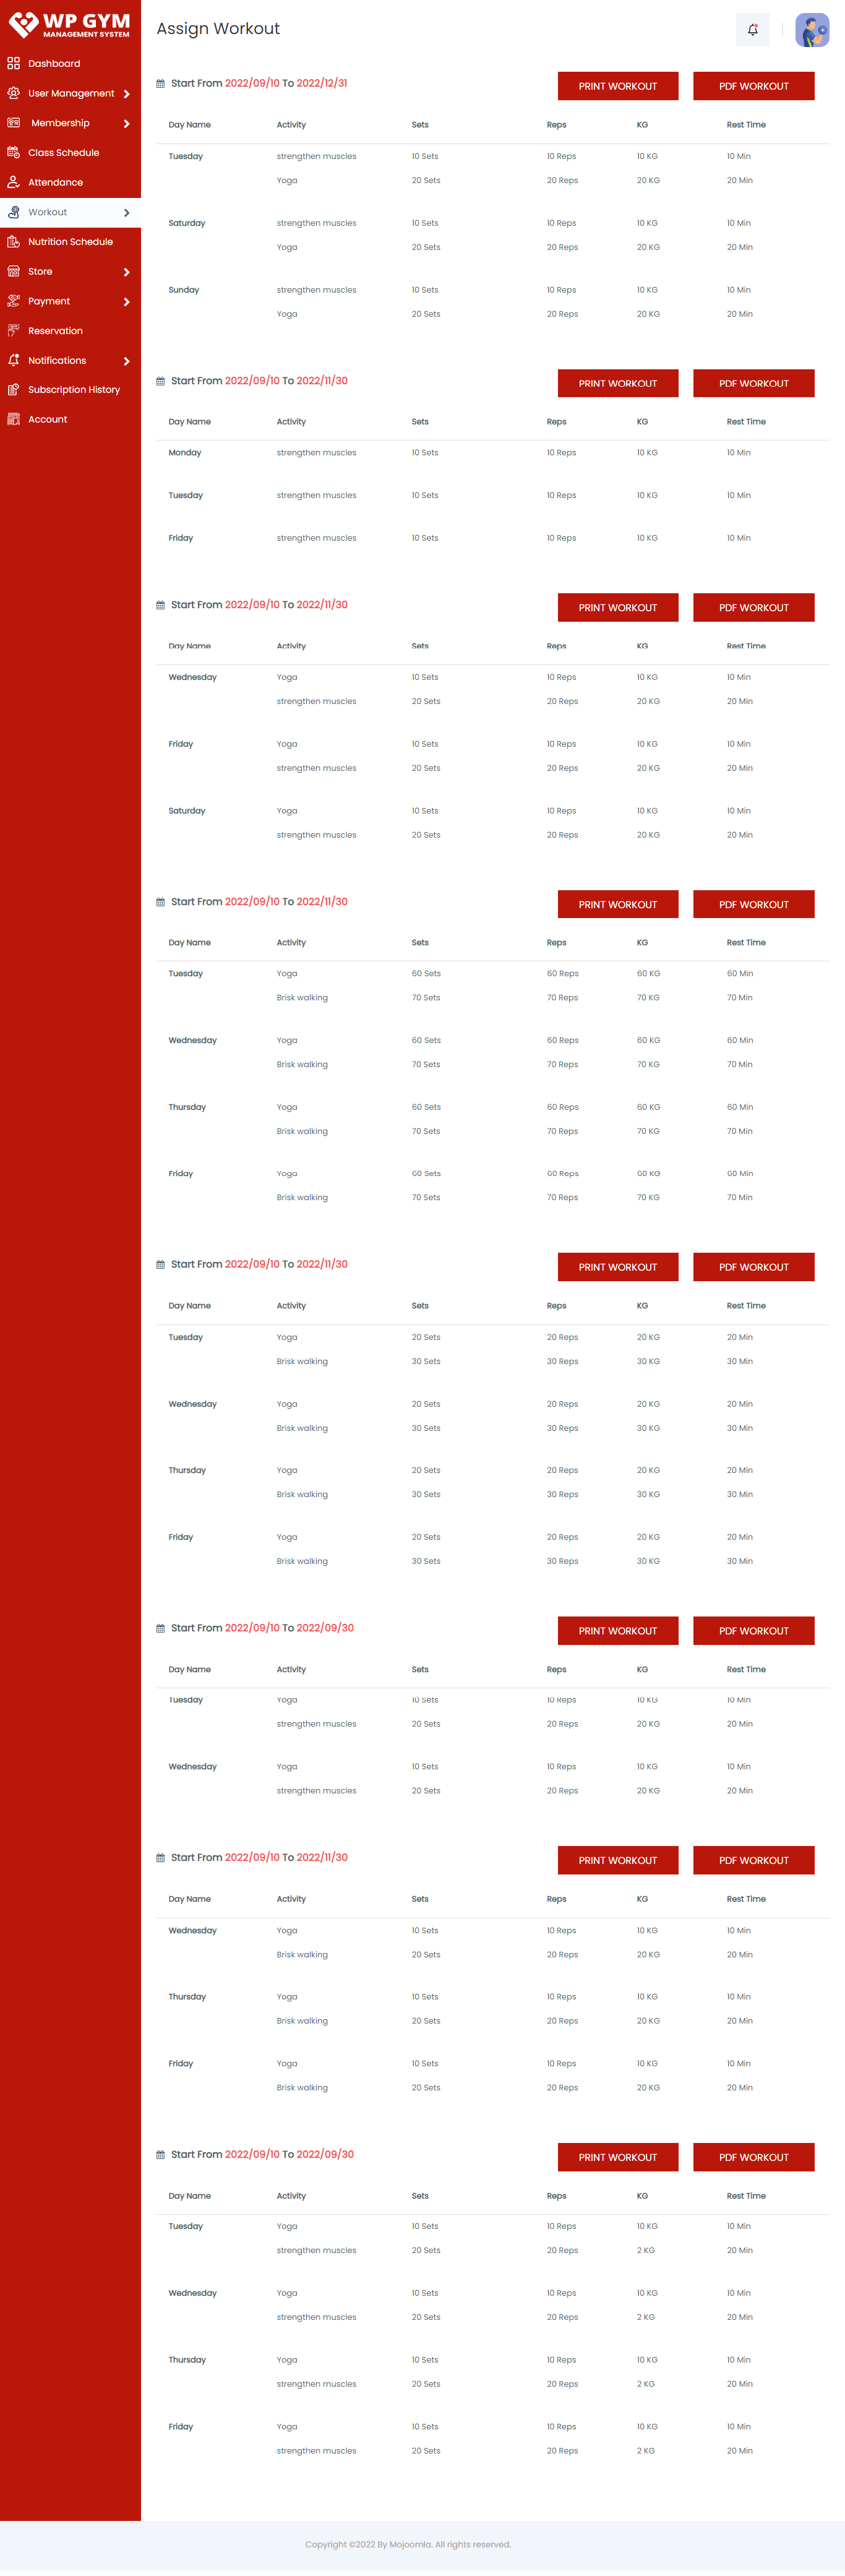 WP GYM
MANAGEMENT SYSTEM
Dashboard
User Management
Membership
Class Schedule
Attendance
Workout
Nutrition Schedule
Store
Payment
Reservation
Notifications
Subscription History
Account
Assign Workout
Start From 2022/09/10 To 2022/12/31 PRINT WORKOUT PDF WORKOUT
Day Name Activity Sets Reps KG Rest Time
Tuesday strengthen muscles 10 Sets 10 Reps 10 KG 10 Min
Yoga 20 Sets 20 Reps 20 KG 20 Min
Saturday strengthen muscles 10 Sets 10 Reps 10 KG 10 Min
Yoga 20 Sets 20 Reps 20 KG 20 Min
Sunday strengthen muscles 10 Sets 10 Reps 10 KG 10 Min
Yoga 20 Sets 20 Reps 20 KG 20 Min
Start From 2022/09/10 To 2022/11/30 PRINT WORKOUT PDF WORKOUT
Day Name Activity Sets Reps KG Rest Time
Monday strengthen muscles 10 Sets 10 Reps 10 KG 10 Min
Tuesday strengthen muscles 10 Sets 10 Reps 10 KG 10 Min
Friday strengthen muscles 10 Sets 10 Reps 10 KG 10 Min
Start From 2022/09/10 To 2022/11/30 PRINT WORKOUT PDF WORKOUT
Day Name Activity Sets Reps KG Rest Time
Wednesday Yoga 10 Sets 10 Reps 10 KG 10 Min
strengthen muscles 20 Sets 20 Reps 20 KG 20 Min
Friday Yoga 10 Sets 10 Reps 10 KG 10 Min
strengthen muscles 20 Sets 20 Reps 20 KG 20 Min
Saturday Yoga 10 Sets 10 Reps 10 KG 10 Min
strengthen muscles 20 Sets 20 Reps 20 KG 20 Min
Start From 2022/09/10 To 2022/11/30 PRINT WORKOUT PDF WORKOUT
Day Name Activity Sets Reps KG Rest Time
Tuesday Yoga 60 Sets 60 Reps 60 KG 60 Min
Brisk walking 70 Sets 70 Reps 70 KG 70 Min
Wednesday Yoga 60 Sets 60 Reps 60 KG 60 Min
Brisk walking 70 Sets 70 Reps 70 KG 70 Min
Thursday Yoga 60 Sets 60 Reps 60 KG 60 Min
Brisk walking 70 Sets 70 Reps 70 KG 70 Min
Friday Yoga 60 Sets 60 Reps 60 KG 60 Min
Brisk walking 70 Sets 70 Reps 70 KG 70 Min
Start From 2022/09/10 To 2022/11/30 PRINT WORKOUT PDF WORKOUT
Day Name Activity Sets Reps KG Rest Time
Tuesday Yoga 20 Sets 20 Reps 20 KG 20 Min
Brisk walking 30 Sets 30 Reps 30 KG 30 Min
Wednesday Yoga 20 Sets 20 Reps 20 KG 20 Min
Brisk walking 30 Sets 30 Reps 30 KG 30 Min
Thursday Yoga 20 Sets 20 Reps 20 KG 20 Min
Brisk walking 30 Sets 30 Reps 30 KG 30 Min
Friday Yoga 20 Sets 20 Reps 20 KG 20 Min
Brisk walking 30 Sets 30 Reps 30 KG 30 Min
Start From 2022/09/10 To 2022/09/30 PRINT WORKOUT PDF WORKOUT
Day Name Activity Sets Reps KG Rest Time
Tuesday Yoga 10 Sets 10 Reps 10 KG 10 Min
strengthen muscles 20 Sets 20 Reps 20 KG 20 Min
Wednesday Yoga 10 Sets 10 Reps 10 KG 10 Min
strengthen muscles 20 Sets 20 Reps 20 KG 20 Min
Start From 2022/09/10 To 2022/11/30 PRINT WORKOUT PDF WORKOUT
Day Name Activity Sets Reps KG Rest Time
Wednesday Yoga 10 Sets 10 Reps 10 KG 10 Min
Brisk walking 20 Sets 20 Reps 20 KG 20 Min
Thursday Yoga 10 Sets 10 Reps 10 KG 10 Min
Brisk walking 20 Sets 20 Reps 20 KG 20 Min
Friday Yoga 10 Sets 10 Reps 10 KG 10 Min
Brisk walking 20 Sets 20 Reps 20 KG 20 Min
Start From 2022/09/10 To 2022/09/30 PRINT WORKOUT PDF WORKOUT
Day Name Activity Sets Reps KG Rest Time
Tuesday Yoga 10 Sets 10 Reps 10 KG 10 Min
strengthen muscles 20 Sets 20 Reps 2 KG 20 Min
Wednesday Yoga 10 Sets 10 Reps 10 KG 10 Min
strengthen muscles 20 Sets 20 Reps 2 KG 20 Min
Thursday Yoga 10 Sets 10 Reps 10 KG 10 Min
strengthen muscles 20 Sets 20 Reps 2 KG 20 Min
Friday Yoga 10 Sets 10 Reps 10 KG 10 Min
strengthen muscles 20 Sets 20 Reps 2 KG 20 Min
Copyright ©2022 By Mojoomla. All rights reserved.